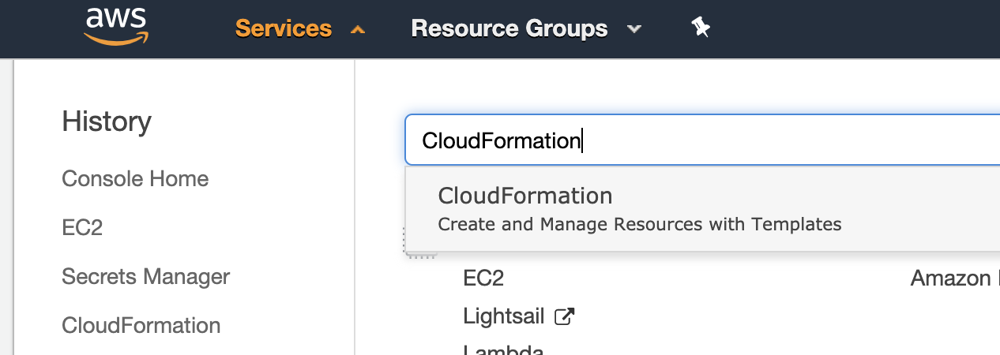 aws
Services
Resource Groups
History
Console Home
EC2
Secrets Manager
CloudFormation
CloudFormation
CloudFormation
Create and Manage Resources with Templates
EC2
Amazon
Lightsail
Lambda